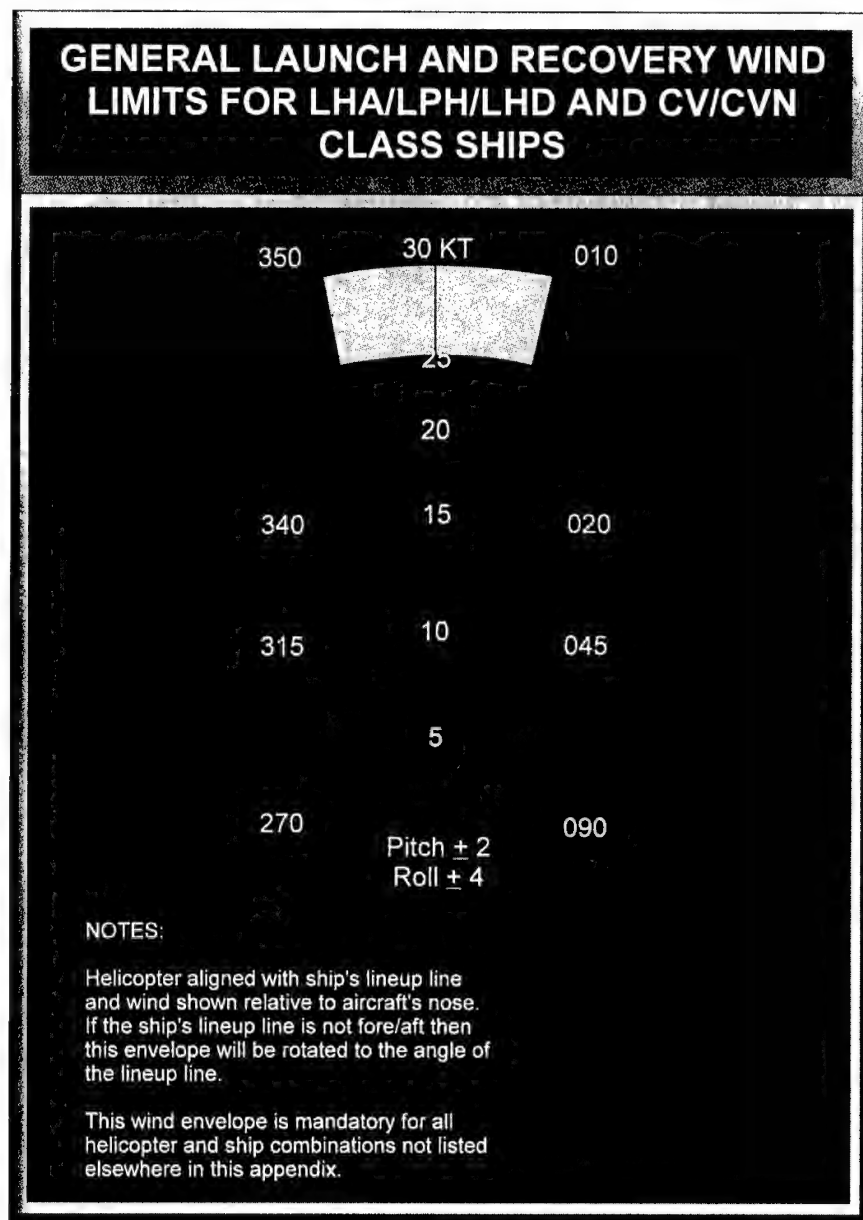 GENERAL LAUNCH AND RECOVERY WIND
LIMITS FOR LHA/LPH/LHD AND CV/CVN
CLASS SHIPS
350 30 KT 010
25
20
340 15 020
315 10 045
5
270 090
Pitch ± 2
Roll ± 4
NOTES:
Helicopter aligned with ship's lineup line
and wind shown relative to aircraft's nose.
If the ship's lineup line is not fore/aft then
this envelope will be rotated to the angle of
the lineup line.
This wind envelope is mandatory for all
helicopter and ship combinations not listed
elsewhere in this appendix.